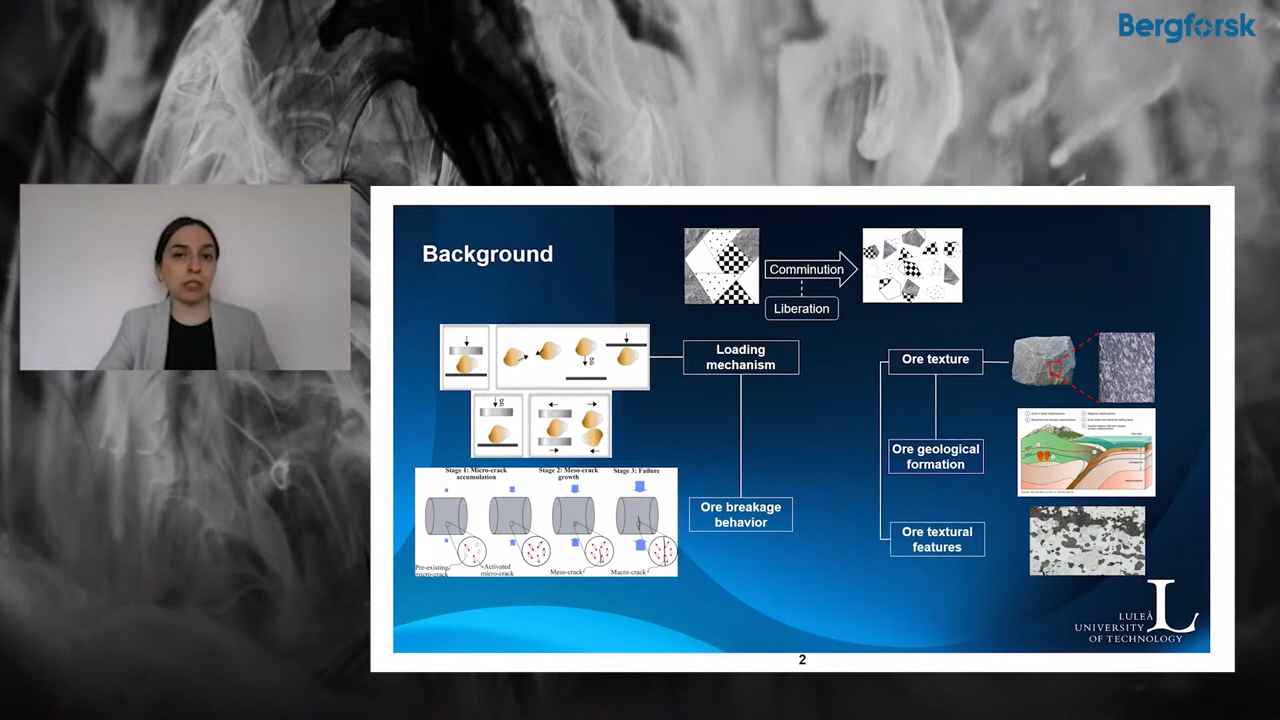 Bergforsk
Background
Comminution
Liberation
Loading
mechanism
Ore texture
g
g
Ore geological
formation
Stage 1: Micro-crack
accumulation
Stage 2: Meso-crack
growth
Stage 3: Failure
Ore breakage
behavior
Ore textural
features
Pre-existing
micro-crack
Activated
micro-crack
Meso-crack
Macro-crack
LULEÅ
UNIVERSITY
OF TECHNOLOGY
L
2